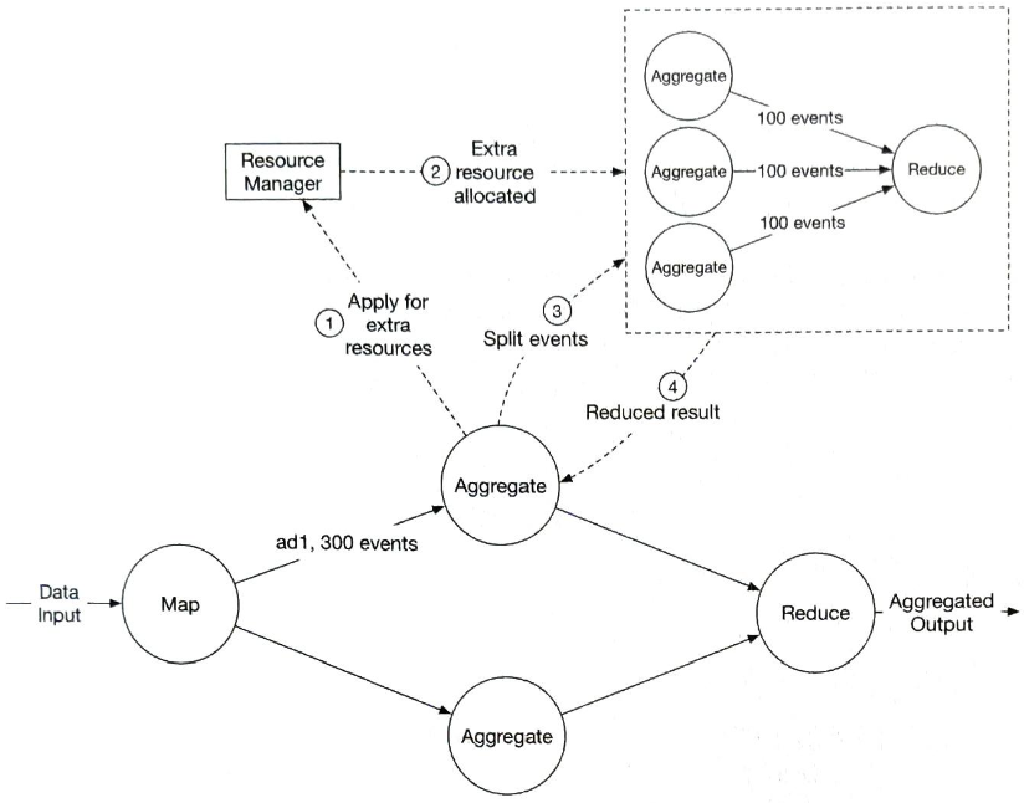 Aggregate
100 events
Resource
Manager
2
Extra
resource
allocated
Aggregate
100 events
Reduce
100 events
Aggregate
1
Apply for
extra
resources
3
Split events
4
Reduced result
Aggregate
ad1, 300 events
Data
Input
Map
Reduce
Aggregated
Output
Aggregate